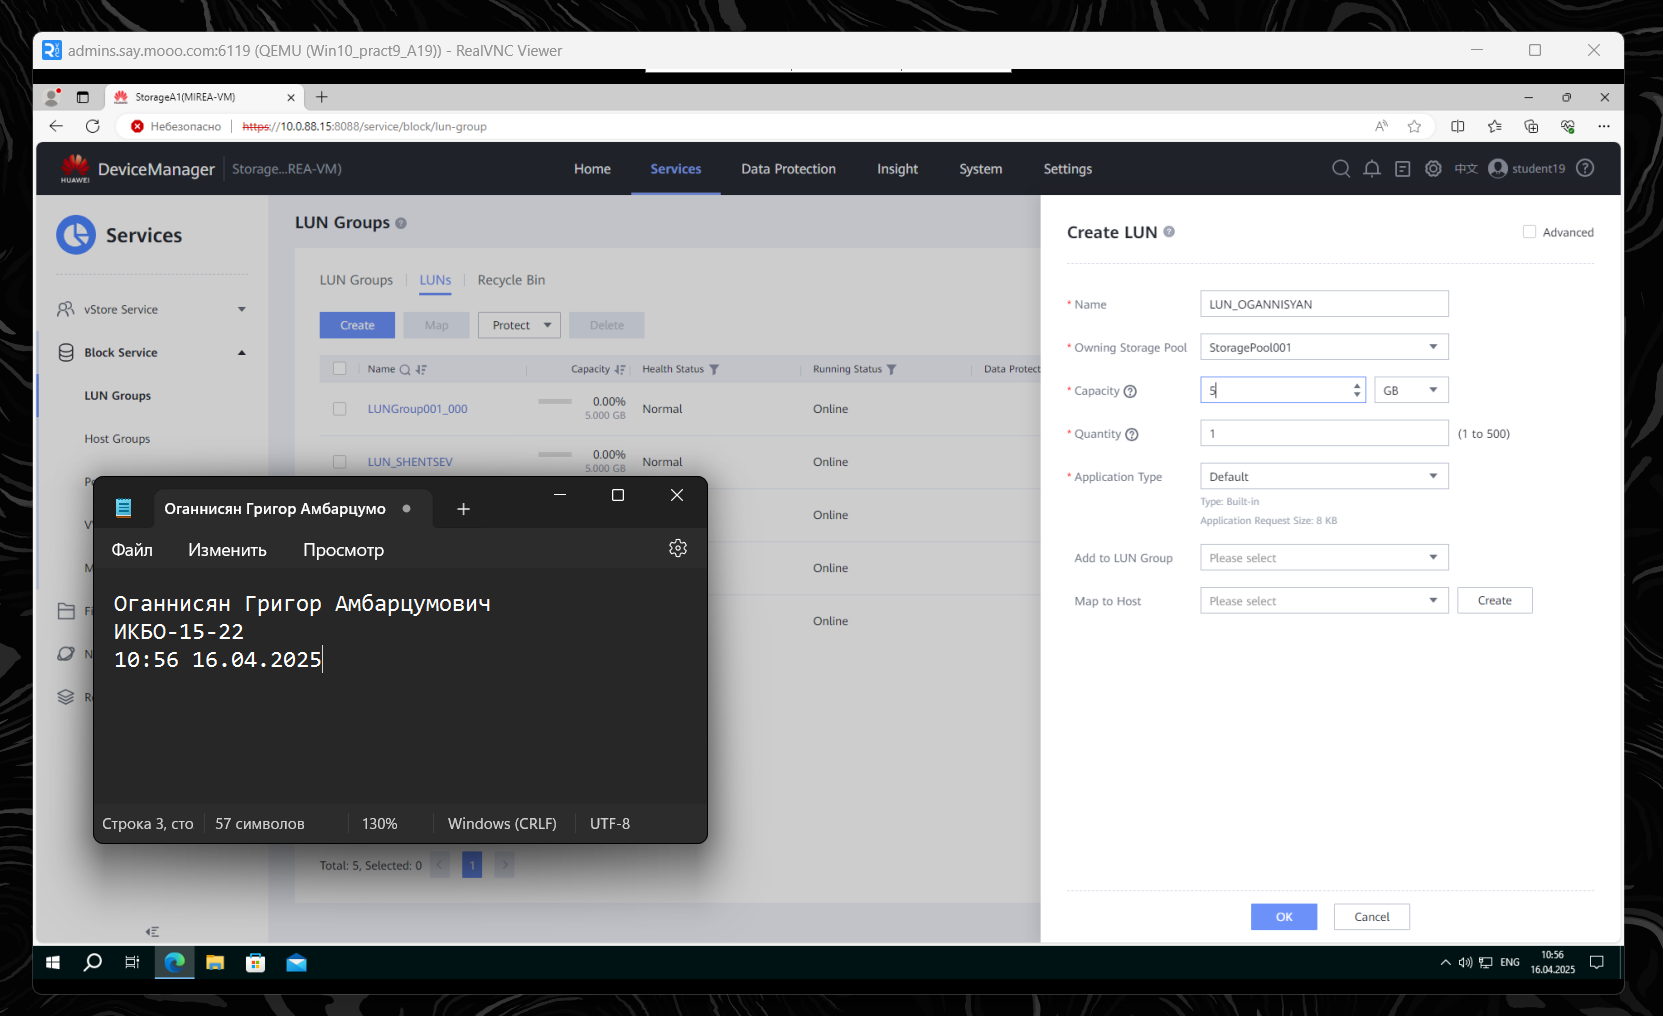 admins.say.mooo.com:6119 (QEMU (Win10_pract9_A19)) - RealVNC Viewer
StorageA1(MIREA-VM)
Небезопасно https://10.0.88.15:8088/service/block/lun-group
HUAWEI DeviceManager Storage...REA-VM) Home Services Data Protection Insight System Settings 中文 student19
Services
vStore Service
Block Service
LUN Groups
Host Groups
LUN Groups
LUN Groups LUNs Recycle Bin
Create Map Protect Delete
Name Capacity Health Status Running Status Data Protect
LUNGroup001_000 0.00% 5.000 GB Normal Online
LUN_SHENTSEV 0.00% 5.000 GB Normal Online
Online
Online
Online
Total: 5, Selected: 0 < 1 >
Оганнисян Григор Амбарцумо
Файл Изменить Просмотр
Оганнисян Григор Амбарцумович
ИКБО-15-22
10:56 16.04.2025
Строка 3, сто 57 символов 130% Windows (CRLF) UTF-8
Create LUN
Advanced
* Name LUN_OGANNISYAN
* Owning Storage Pool StoragePool001
* Capacity 5 GB
* Quantity 1 (1 to 500)
* Application Type Default
Type: Built-in
Application Request Size: 8 KB
Add to LUN Group Please select
Map to Host Please select Create
OK Cancel
ENG 10:56
16.04.2025